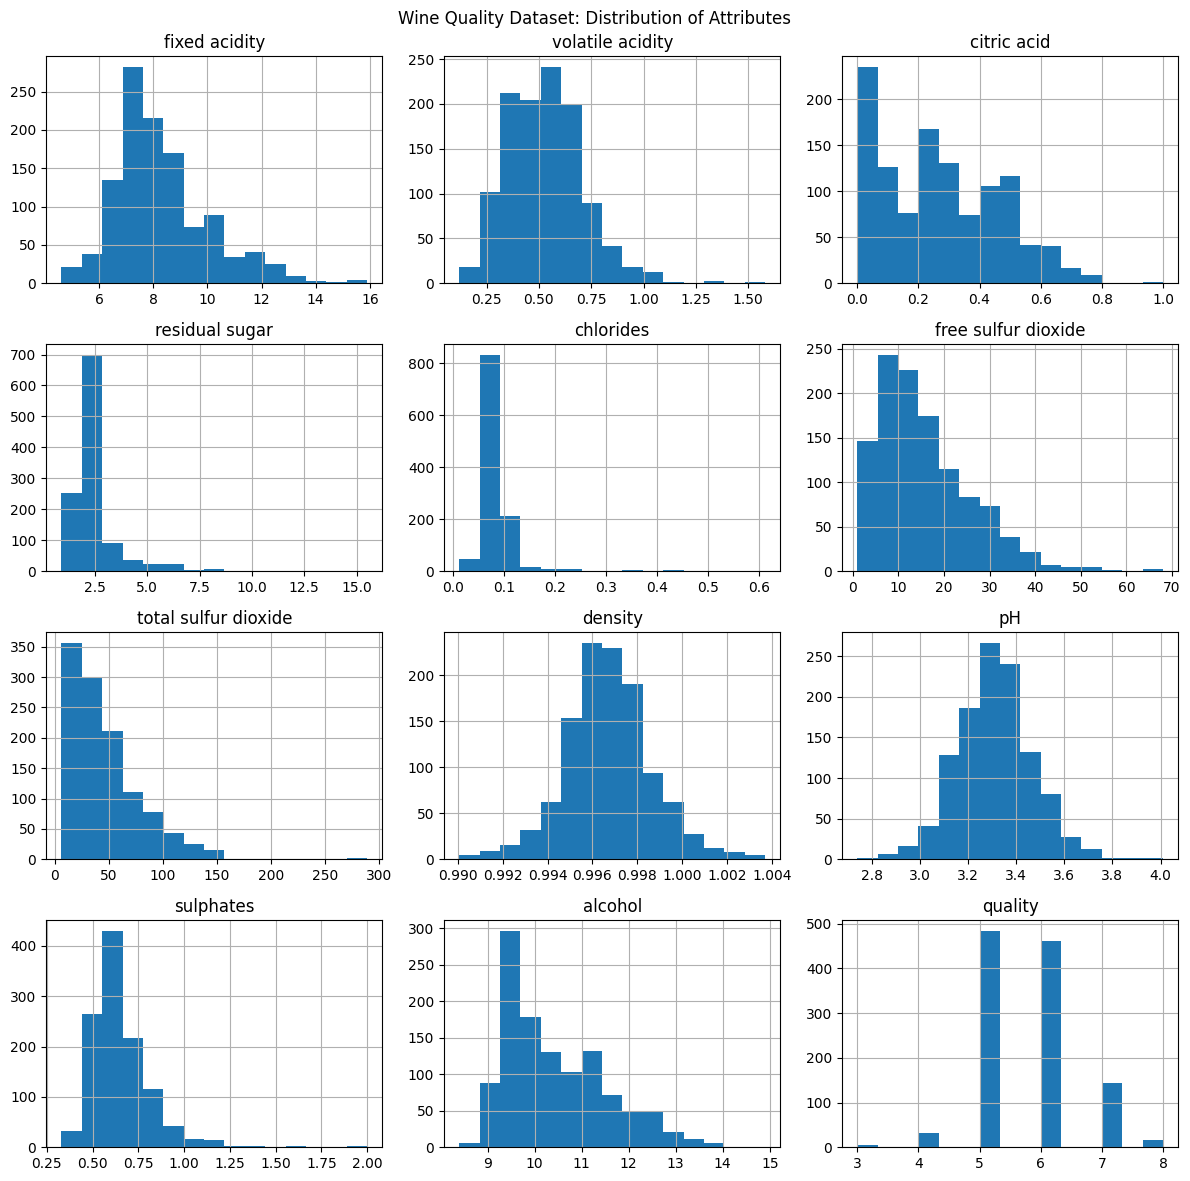 Wine Quality Dataset: Distribution of Attributes
fixed acidity
250
200
150
100
50
0
6 8 10 12 14 16
volatile acidity
250
200
150
100
50
0
0.25 0.50 0.75 1.00 1.25 1.50
citric acid
200
150
100
50
0
0.0 0.2 0.4 0.6 0.8 1.0
residual sugar
700
600
500
400
300
200
100
0
2.5 5.0 7.5 10.0 12.5 15.0
chlorides
800
600
400
200
0
0.0 0.1 0.2 0.3 0.4 0.5 0.6
free sulfur dioxide
250
200
150
100
50
0
0 10 20 30 40 50 60 70
total sulfur dioxide
350
300
250
200
150
100
50
0
0 50 100 150 200 250 300
density
200
150
100
50
0
0.990 0.992 0.994 0.996 0.998 1.000 1.002 1.004
pH
250
200
150
100
50
0
2.8 3.0 3.2 3.4 3.6 3.8 4.0
sulphates
400
300
200
100
0
0.25 0.50 0.75 1.00 1.25 1.50 1.75 2.00
alcohol
300
250
200
150
100
50
0
9 10 11 12 13 14 15
quality
500
400
300
200
100
0
3 4 5 6 7 8